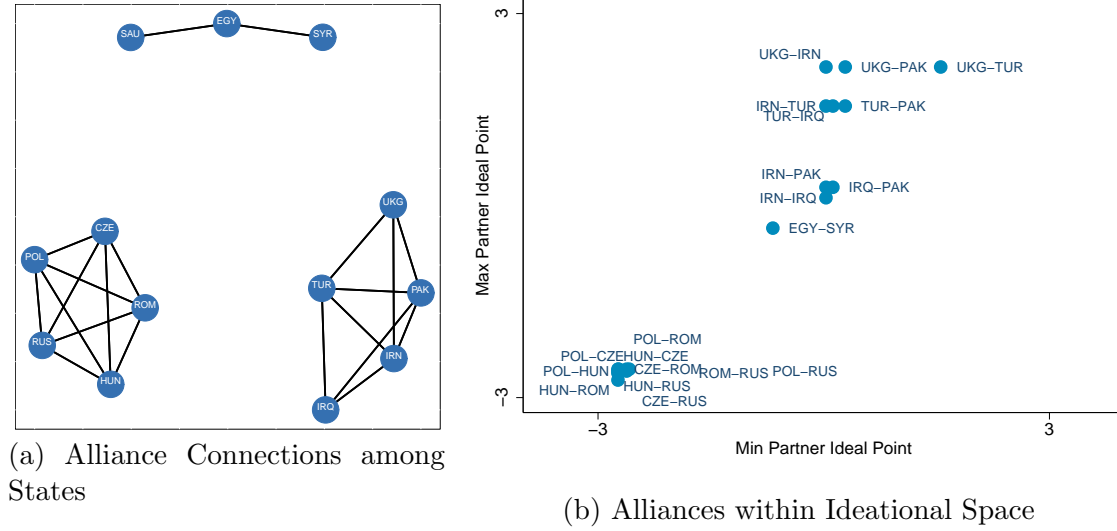 SAU
EGY
SYR
UKG
CZE
POL
TUR
PAK
ROM
RUS
IRN
HUN
IRQ
(a) Alliance Connections among
States
3
Max Partner Ideal Point
UKG–IRN
UKG–PAK
UKG–TUR
IRN–TUR
TUR–PAK
TUR–IRQ
IRN–PAK
IRQ–PAK
IRN–IRQ
EGY–SYR
POL–ROM
POL–CZE
HUN–CZE
POL–HUN
CZE–ROM
ROM–RUS
POL–RUS
HUN–ROM
HUN–RUS
CZE–RUS
−3
−3
3
Min Partner Ideal Point
(b) Alliances within Ideational Space